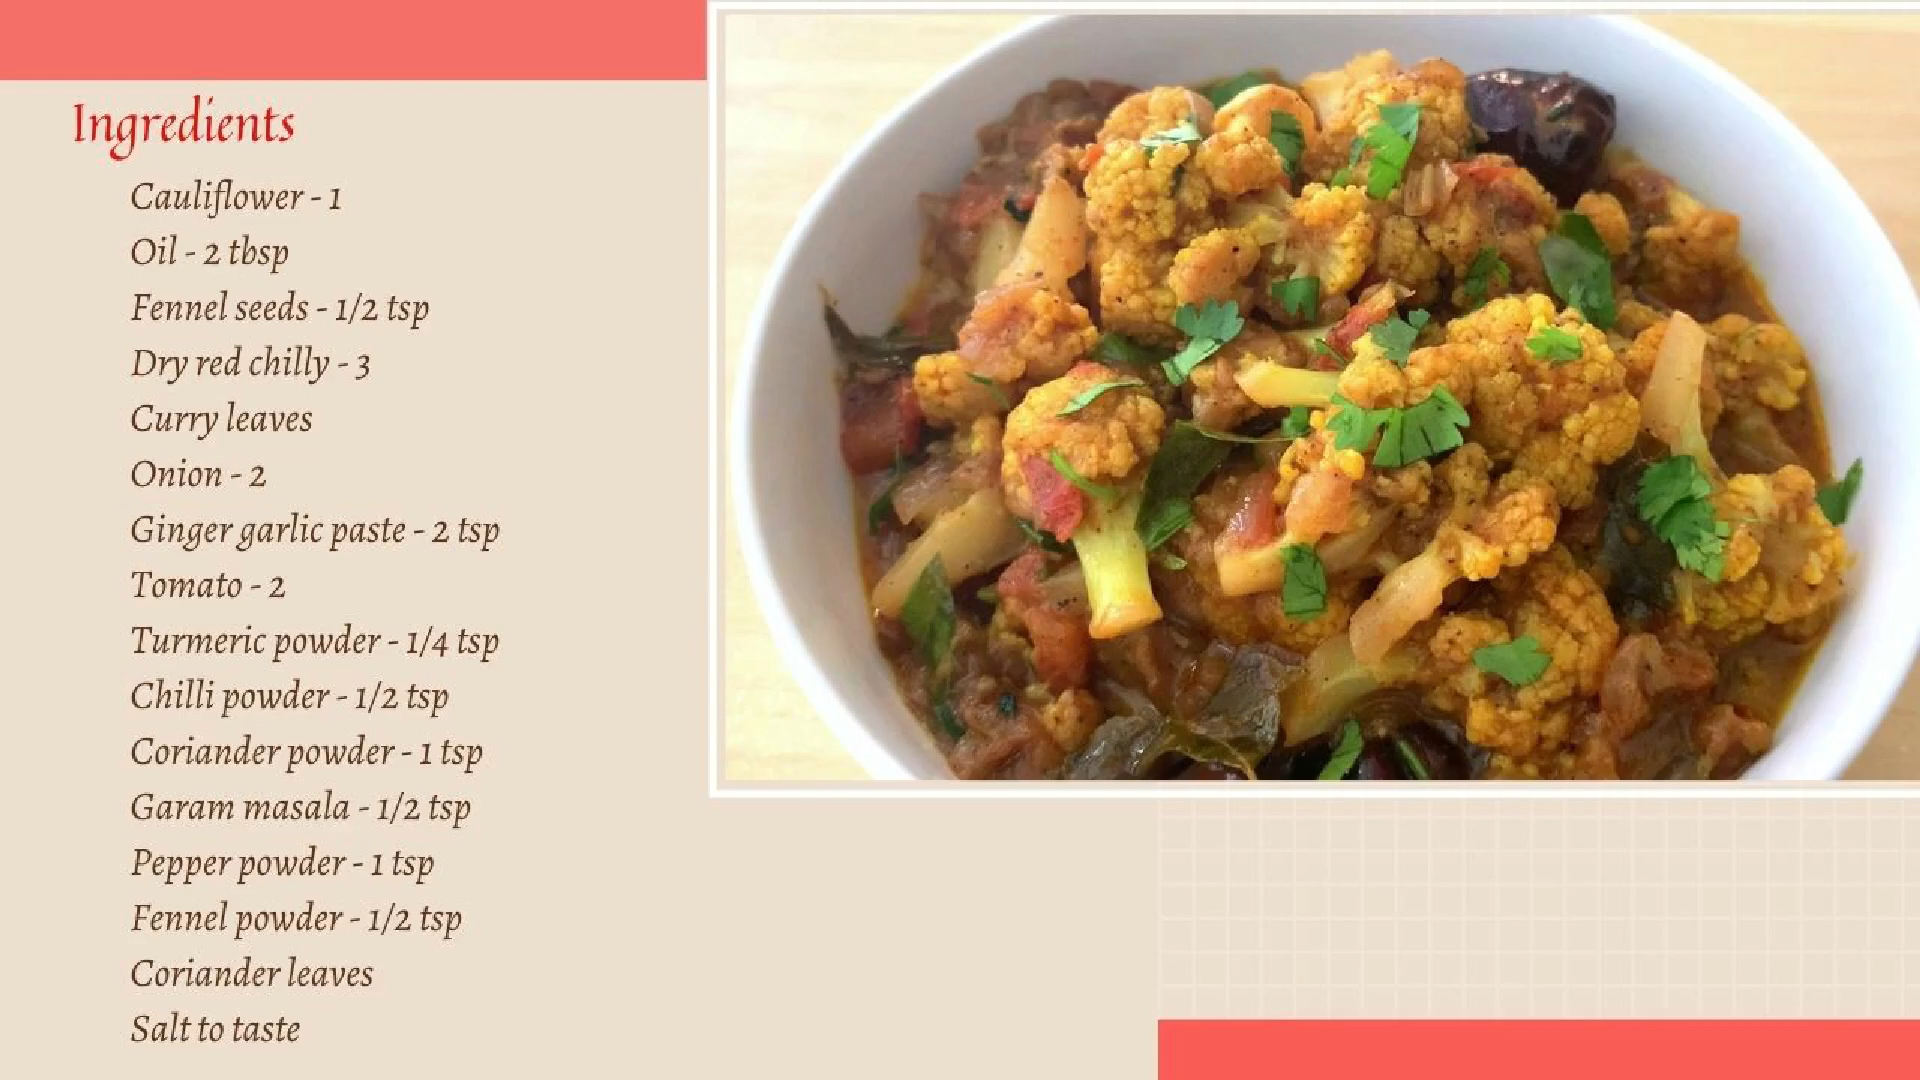 Ingredients
Cauliflower - 1
Oil - 2 tbsp
Fennel seeds - 1/2 tsp
Dry red chilly - 3
Curry leaves
Onion - 2
Ginger garlic paste - 2 tsp
Tomato - 2
Turmeric powder - 1/4 tsp
Chilli powder - 1/2 tsp
Coriander powder - 1 tsp
Garam masala - 1/2 tsp
Pepper powder - 1 tsp
Fennel powder - 1/2 tsp
Coriander leaves
Salt to taste